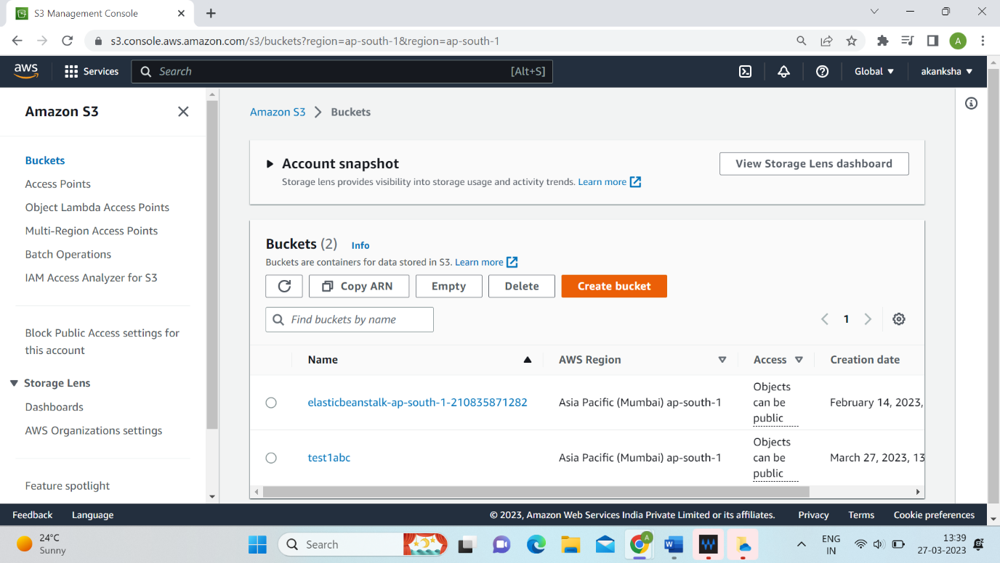 S3 Management Console
s3.console.aws.amazon.com/s3/buckets?region=ap-south-1&region=ap-south-1
A
aws
Services
Search
[Alt+S]
Global
akanksha
Amazon S3
Buckets
Access Points
Object Lambda Access Points
Multi-Region Access Points
Batch Operations
IAM Access Analyzer for S3
Block Public Access settings for
this account
Storage Lens
Dashboards
AWS Organizations settings
Feature spotlight
Amazon S3 > Buckets
Account snapshot
Storage lens provides visibility into storage usage and activity trends. Learn more
View Storage Lens dashboard
Buckets (2) Info
Buckets are containers for data stored in S3. Learn more
Copy ARN
Empty
Delete
Create bucket
Find buckets by name
1
Name
AWS Region
Access
Creation date
elasticbeanstalk-ap-south-1-210835871282
Asia Pacific (Mumbai) ap-south-1
Objects
can be
public
February 14, 2023,
test1abc
Asia Pacific (Mumbai) ap-south-1
Objects
can be
public
March 27, 2023, 13
Feedback
Language
© 2023, Amazon Web Services India Private Limited or its affiliates.
Privacy
Terms
Cookie preferences
24°C
Sunny
Search
A
W
ENG
IN
13:39
27-03-2023